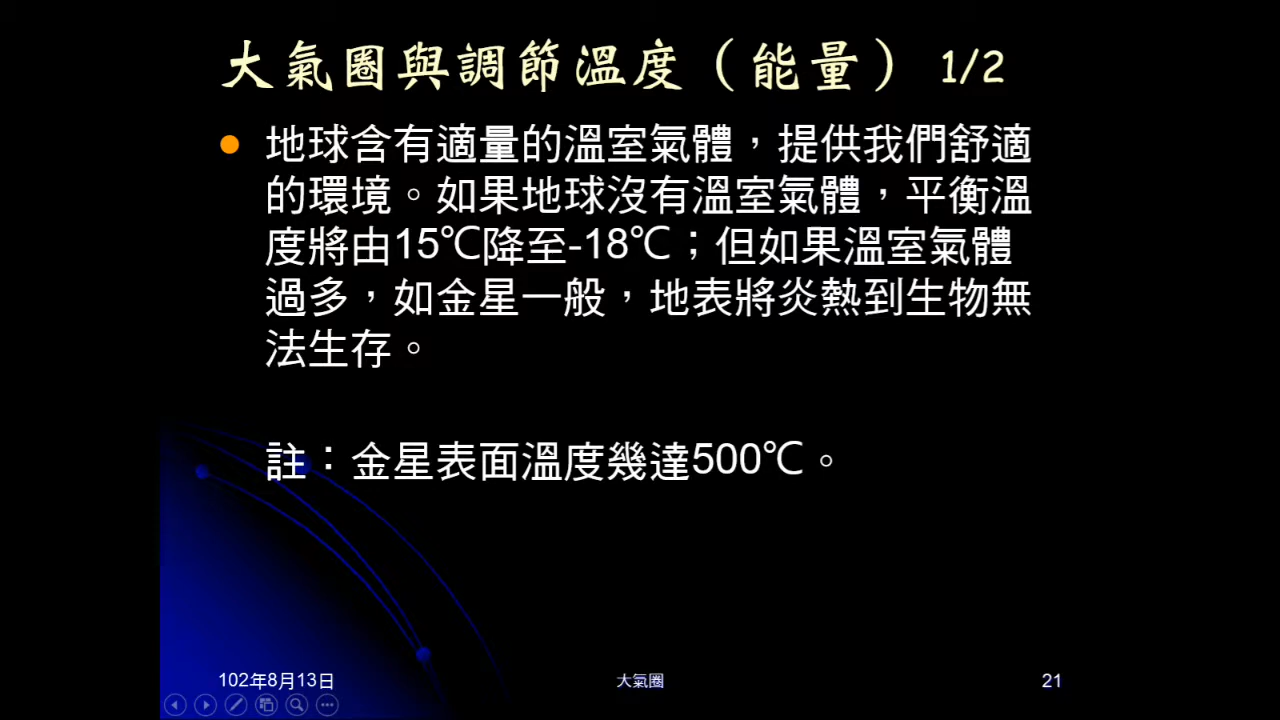 大氣圈與調節溫度（能量）1/2
地球含有適量的溫室氣體，提供我們舒適
的環境。如果地球沒有溫室氣體，平衡溫
度將由15℃降至-18℃；但如果溫室氣體
過多，如金星一般，地表將炎熱到生物無
法生存。
註：金星表面溫度幾達500℃。
102年8月13日
大氣圈
21